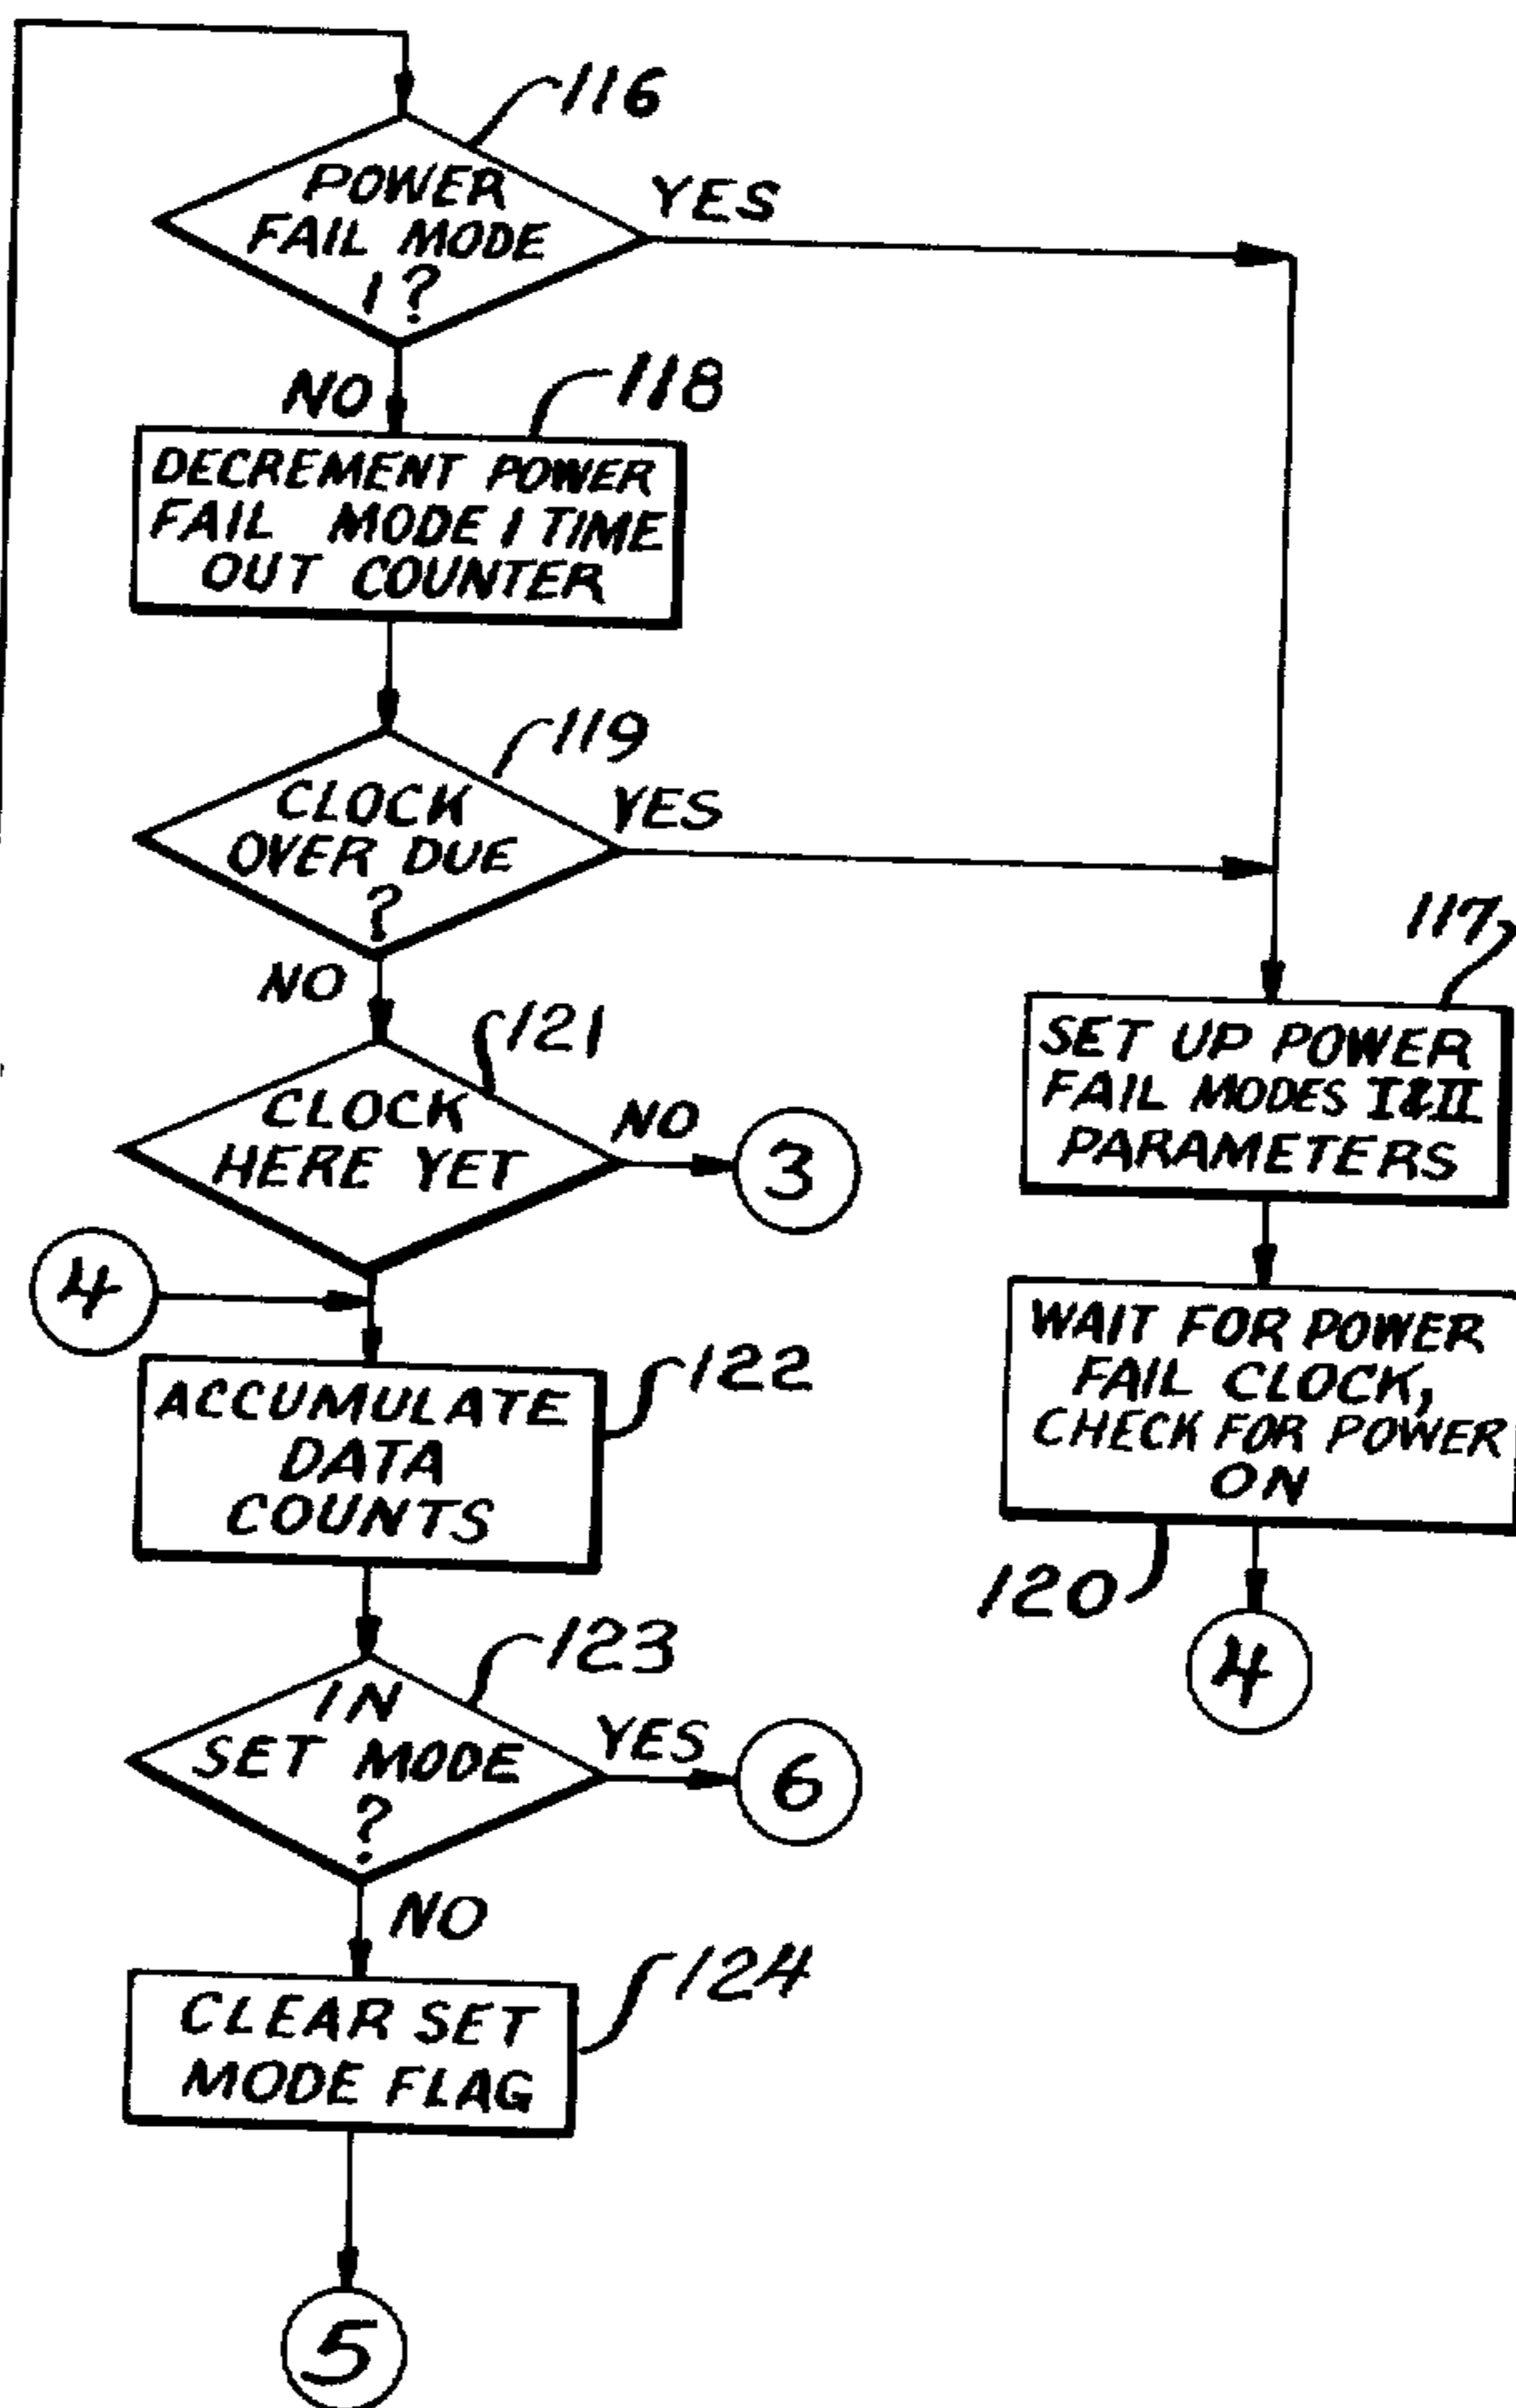 116
POWER
FAIL MODE
1 ?
YES
NO
118
DECREMENT POWER
FAIL MODE 1 TIME
OUT COUNTER
119
CLOCK
OVER DUE
?
YES
NO
117
SET UP POWER
FAIL MODES I & II
PARAMETERS
121
CLOCK
HERE YET
NO
3
4
WAIT FOR POWER
FAIL CLOCK,
CHECK FOR POWER
ON
120
4
122
ACCUMULATE
DATA
COUNTS
123
IN
SET MODE
?
YES
6
NO
124
CLEAR SET
MODE FLAG
5